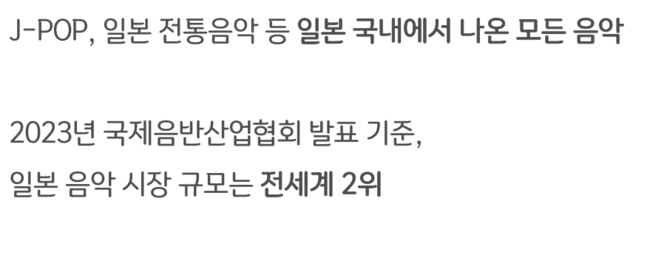 J-POP, 일본 전통음악 등 일본 국내에서 나온 모든 음악
2023년 국제음반산업협회 발표 기준,
일본 음악 시장 규모는 전세계 2위